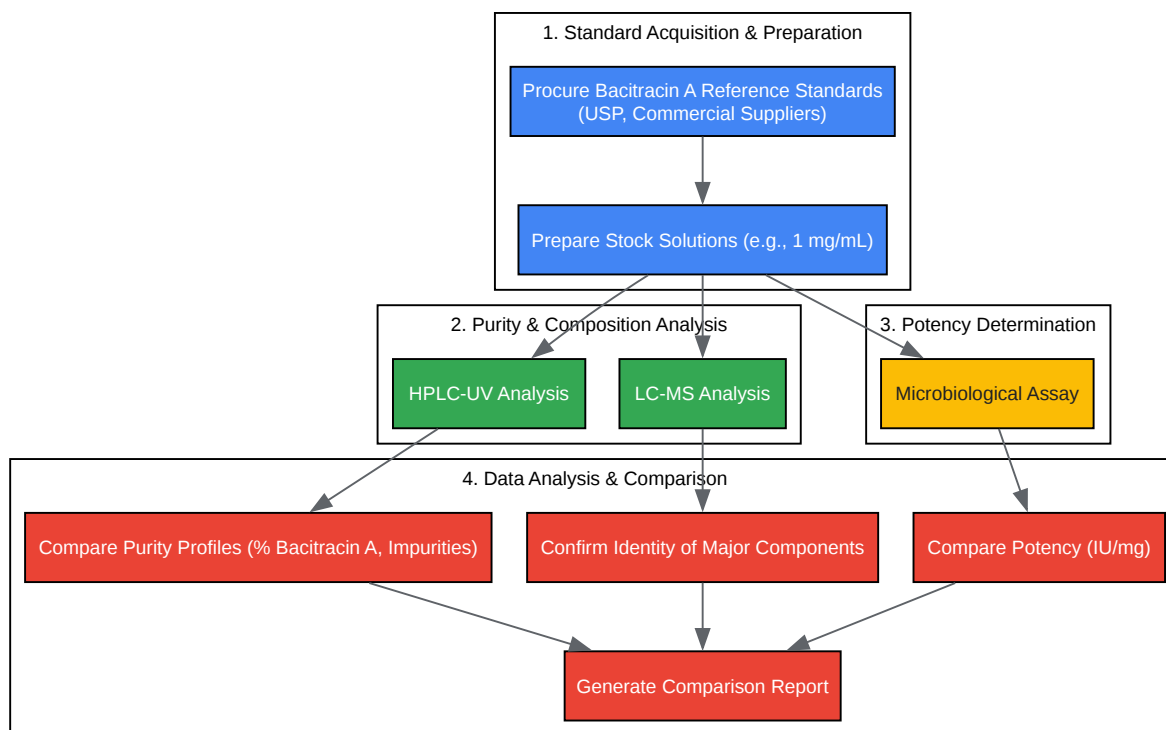 1. Standard Acquisition & Preparation
Procure Bacitracin A Reference Standards
(USP, Commercial Suppliers)
Prepare Stock Solutions (e.g., 1 mg/mL)
2. Purity & Composition Analysis
3. Potency Determination
HPLC-UV Analysis
LC-MS Analysis
Microbiological Assay
4. Data Analysis & Comparison
Compare Purity Profiles (% Bacitracin A, Impurities)
Confirm Identity of Major Components
Compare Potency (IU/mg)
Generate Comparison Report